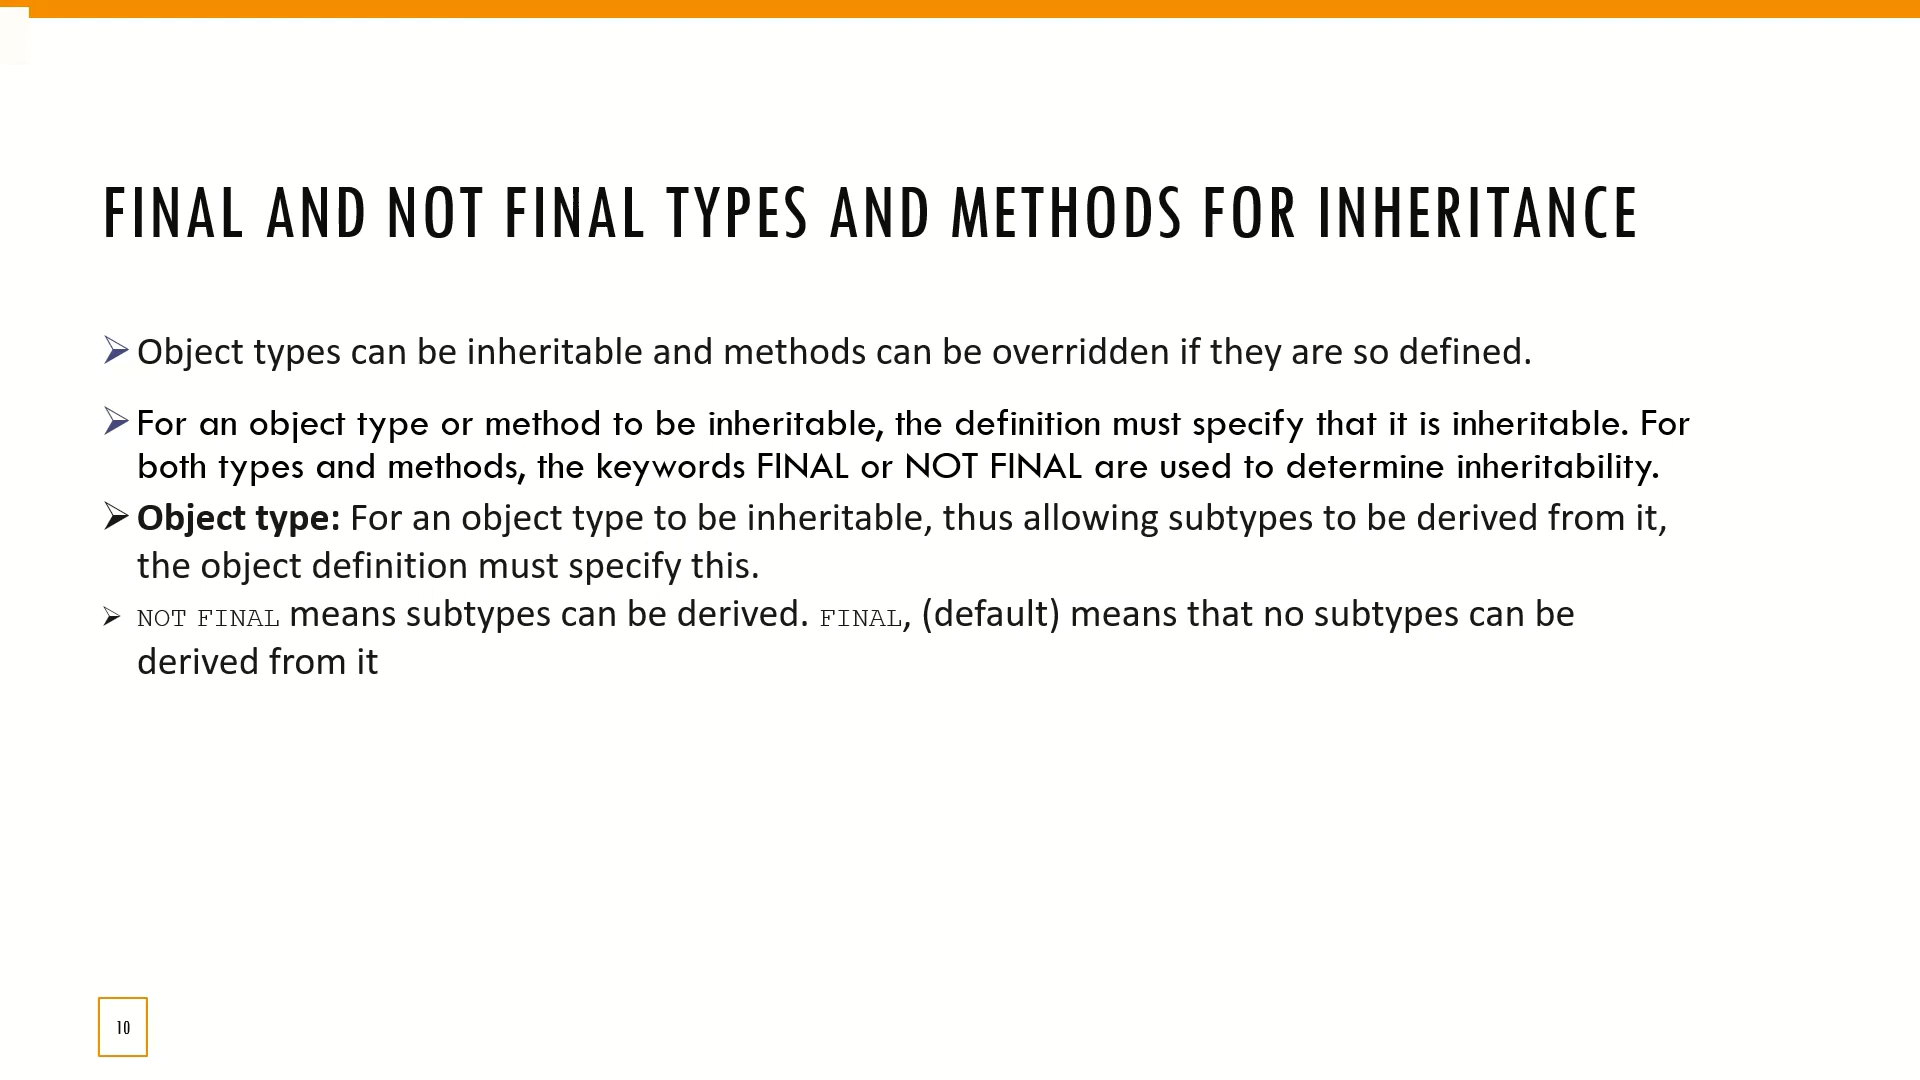 FINAL AND NOT FINAL TYPES AND METHODS FOR INHERITANCE
Object types can be inheritable and methods can be overridden if they are so defined.
For an object type or method to be inheritable, the definition must specify that it is inheritable. For
both types and methods, the keywords FINAL or NOT FINAL are used to determine inheritability.
Object type: For an object type to be inheritable, thus allowing subtypes to be derived from it,
the object definition must specify this.
NOT FINAL means subtypes can be derived. FINAL, (default) means that no subtypes can be
derived from it
10